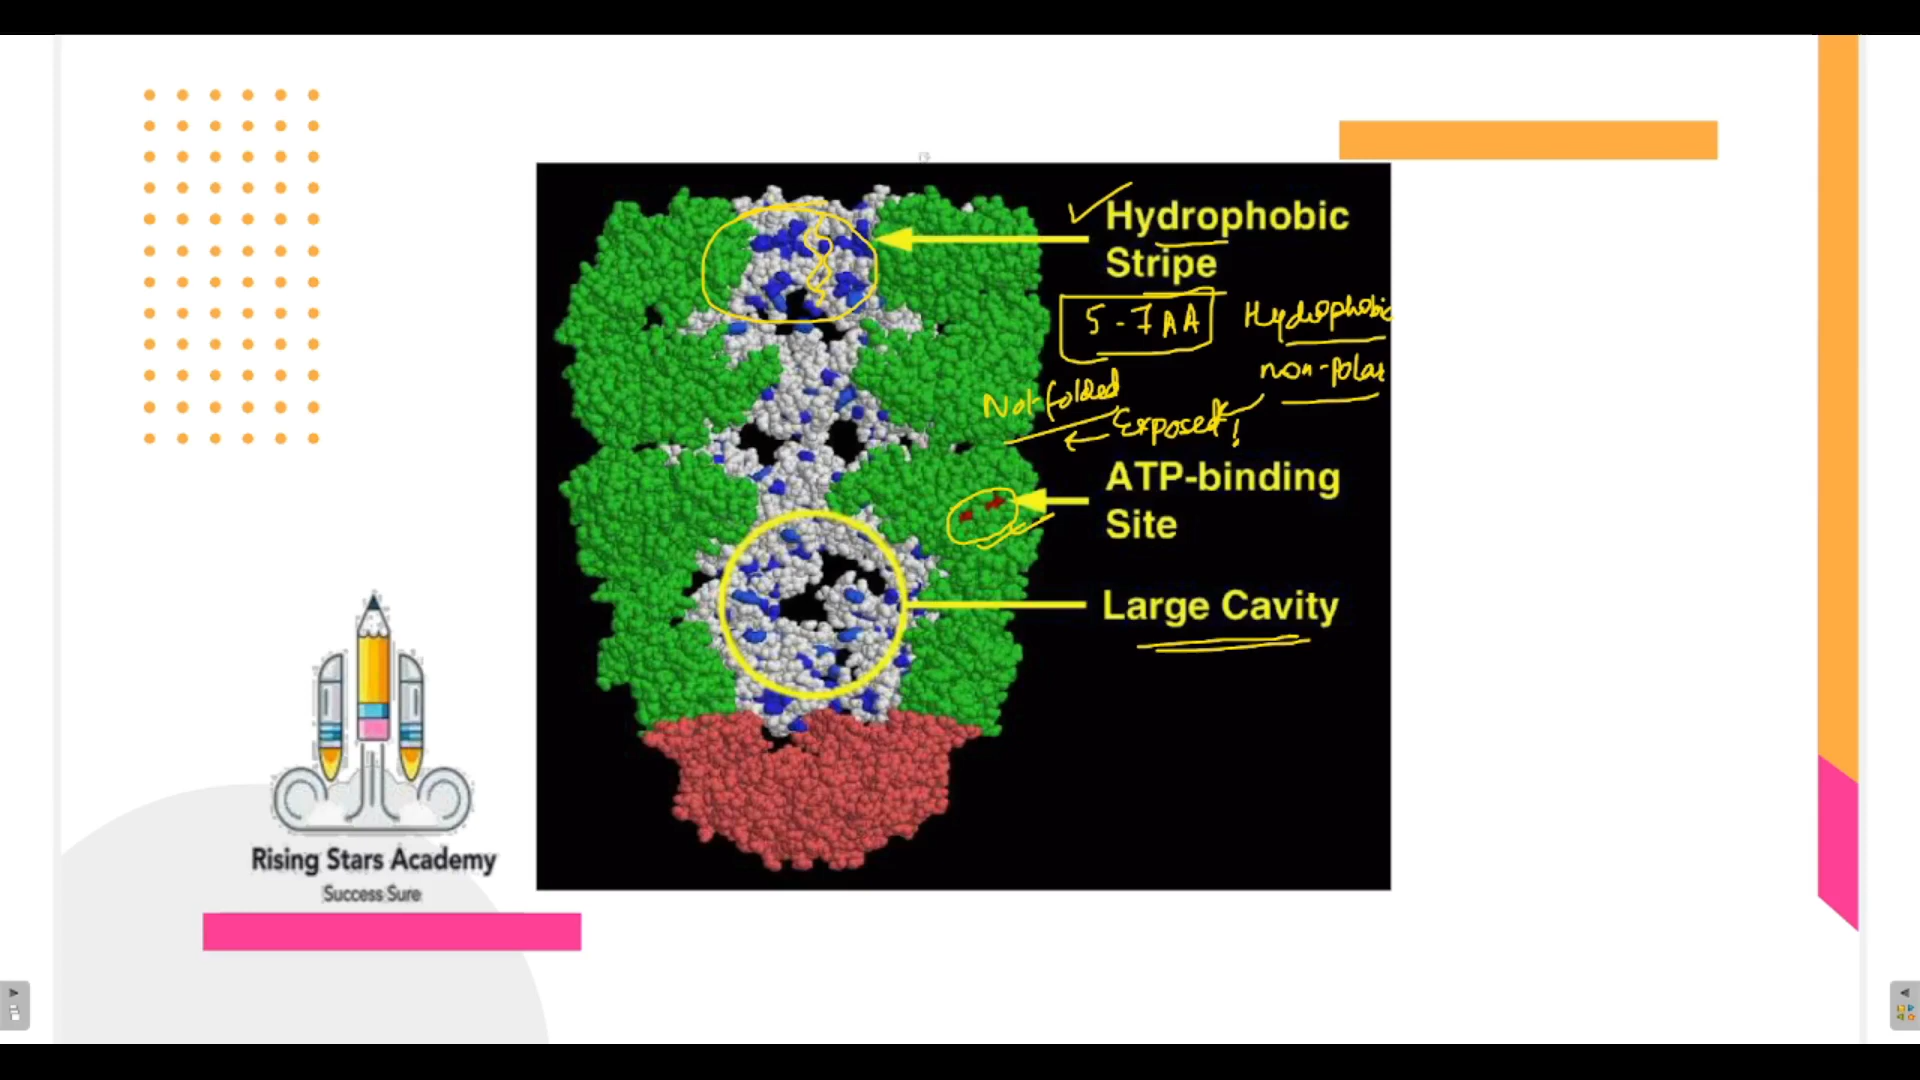 Hydrophobic
Stripe
5-7 AA
Hydrophobic
non-polar
Not folded
Exposed!
ATP-binding
Site
Large Cavity
Rising Stars Academy
Success Sure